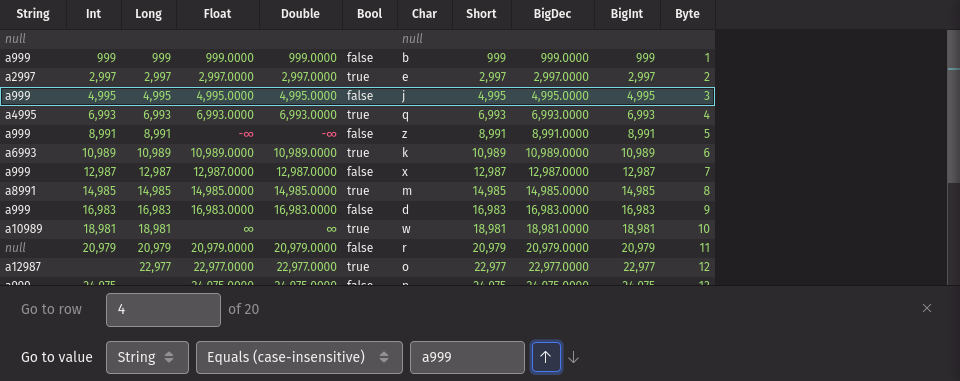 String Int Long Float Double Bool Char Short BigDec BigInt Byte
null null
a999 999 999 999.0000 999.0000 false b 999 999.0000 999 1
a2997 2,997 2,997 2,997.0000 2,997.0000 true e 2,997 2,997.0000 2,997 2
a999 4,995 4,995 4,995.0000 4,995.0000 false j 4,995 4,995.0000 4,995 3
a4995 6,993 6,993 6,993.0000 6,993.0000 true q 6,993 6,993.0000 6,993 4
a999 8,991 8,991 -∞ -∞ false z 8,991 8,991.0000 8,991 5
a6993 10,989 10,989 10,989.0000 10,989.0000 true k 10,989 10,989.0000 10,989 6
a999 12,987 12,987 12,987.0000 12,987.0000 false x 12,987 12,987.0000 12,987 7
a8991 14,985 14,985 14,985.0000 14,985.0000 true m 14,985 14,985.0000 14,985 8
a999 16,983 16,983 16,983.0000 16,983.0000 false d 16,983 16,983.0000 16,983 9
a10989 18,981 18,981 ∞ ∞ true w 18,981 18,981.0000 18,981 10
null 20,979 20,979 20,979.0000 20,979.0000 false r 20,979 20,979.0000 20,979 11
a12987 22,977 22,977.0000 22,977.0000 true o 22,977 22,977.0000 22,977 12
Go to row 4 of 20
Go to value String Equals (case-insensitive) a999